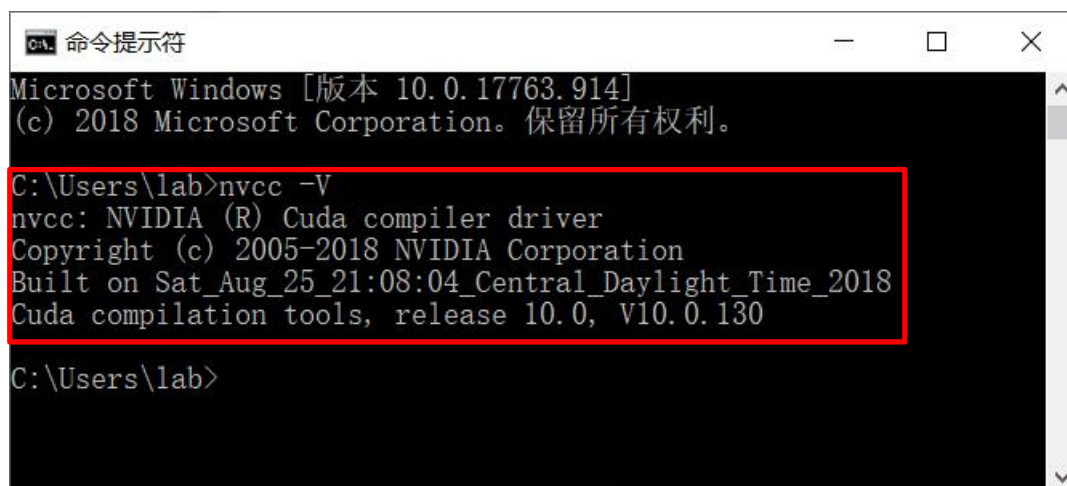 命令提示符
Microsoft Windows [版本 10.0.17763.914]
(c) 2018 Microsoft Corporation。保留所有权利。
C:\Users\lab>nvcc -V
nvcc: NVIDIA (R) Cuda compiler driver
Copyright (c) 2005-2018 NVIDIA Corporation
Built on Sat_Aug_25_21:08:04_Central_Daylight_Time_2018
Cuda compilation tools, release 10.0, V10.0.130
C:\Users\lab>